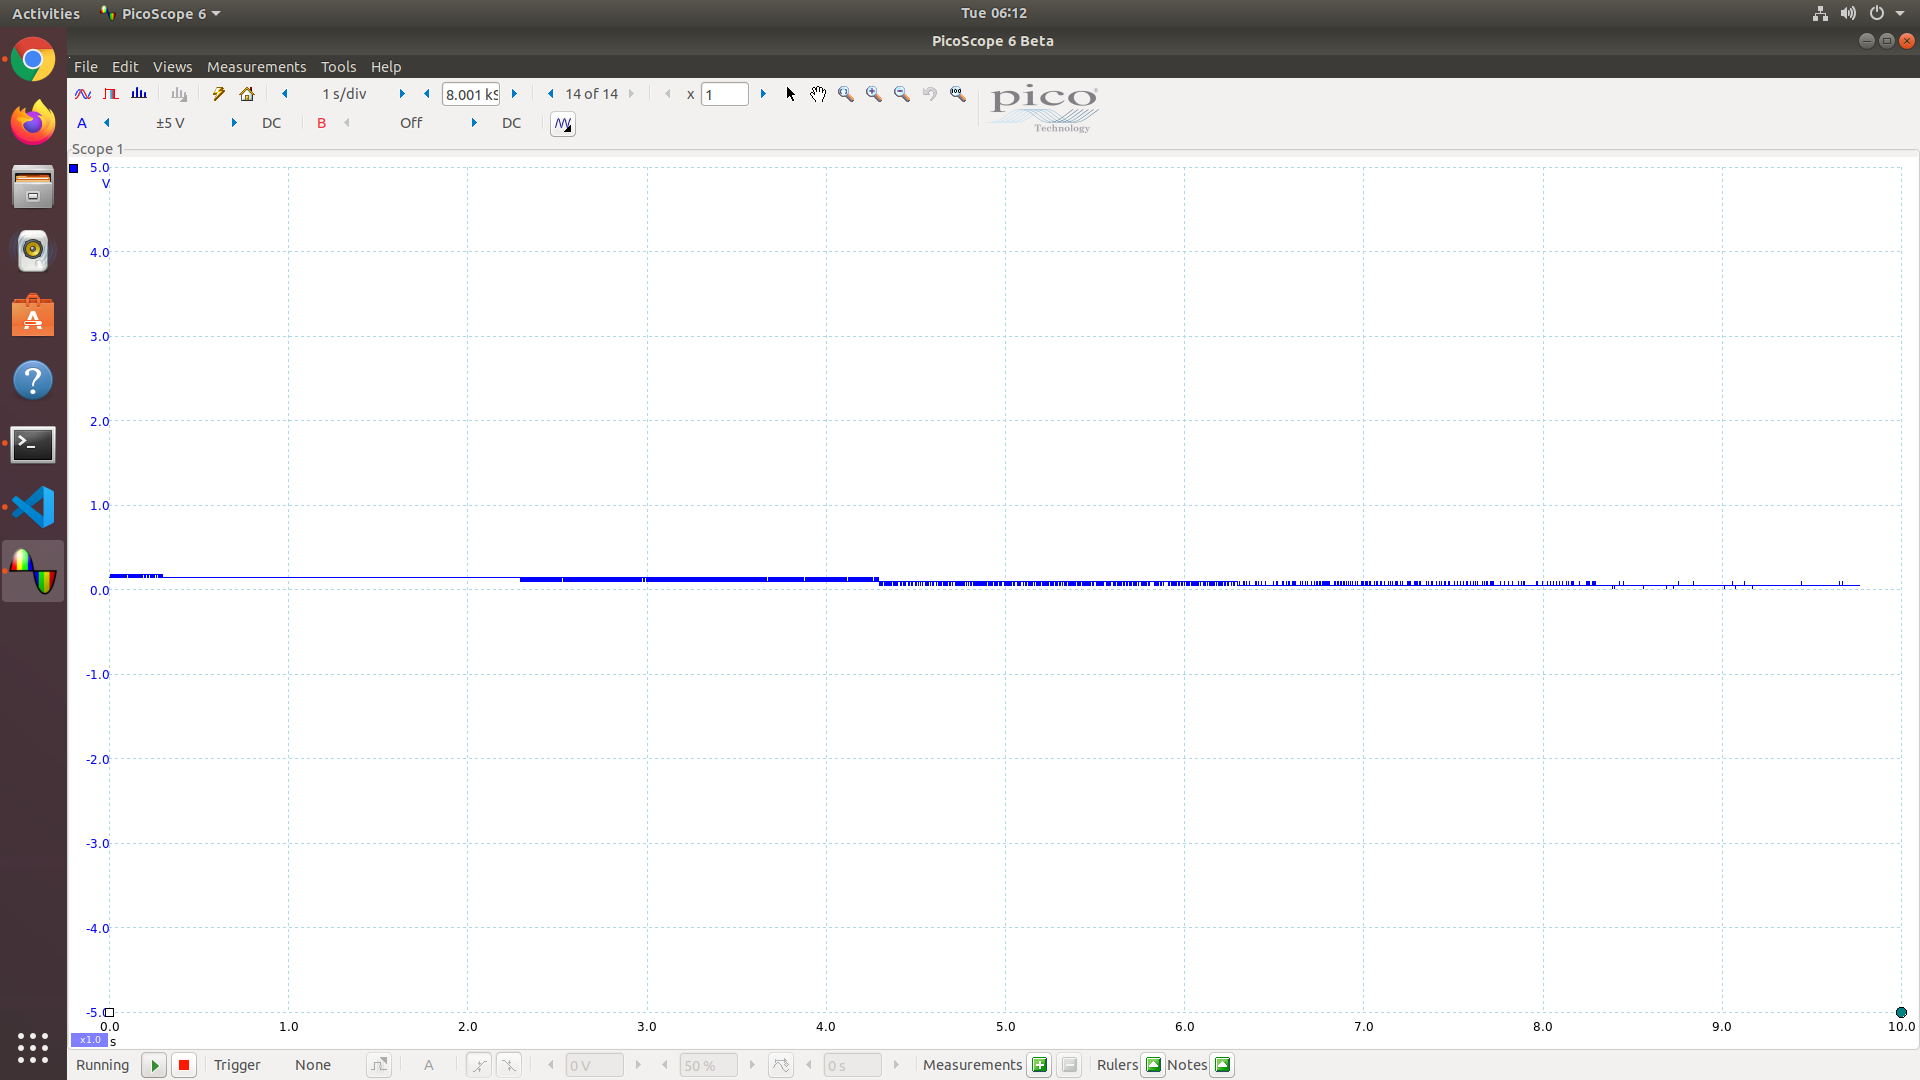 Activities PicoScope 6 Tue 06:12
PicoScope 6 Beta
File Edit Views Measurements Tools Help
1 s/div 8.001 kS 14 of 14 x 1
pico
Technology
A ±5 V DC B Off DC
Scope 1
5.0
V
4.0
3.0
2.0
1.0
0.0
-1.0
-2.0
-3.0
-4.0
-5.0
0.0 1.0 2.0 3.0 4.0 5.0 6.0 7.0 8.0 9.0 10.0
x1.0 s
Running Trigger None A 0 V 50 % 0 s Measurements Rulers Notes